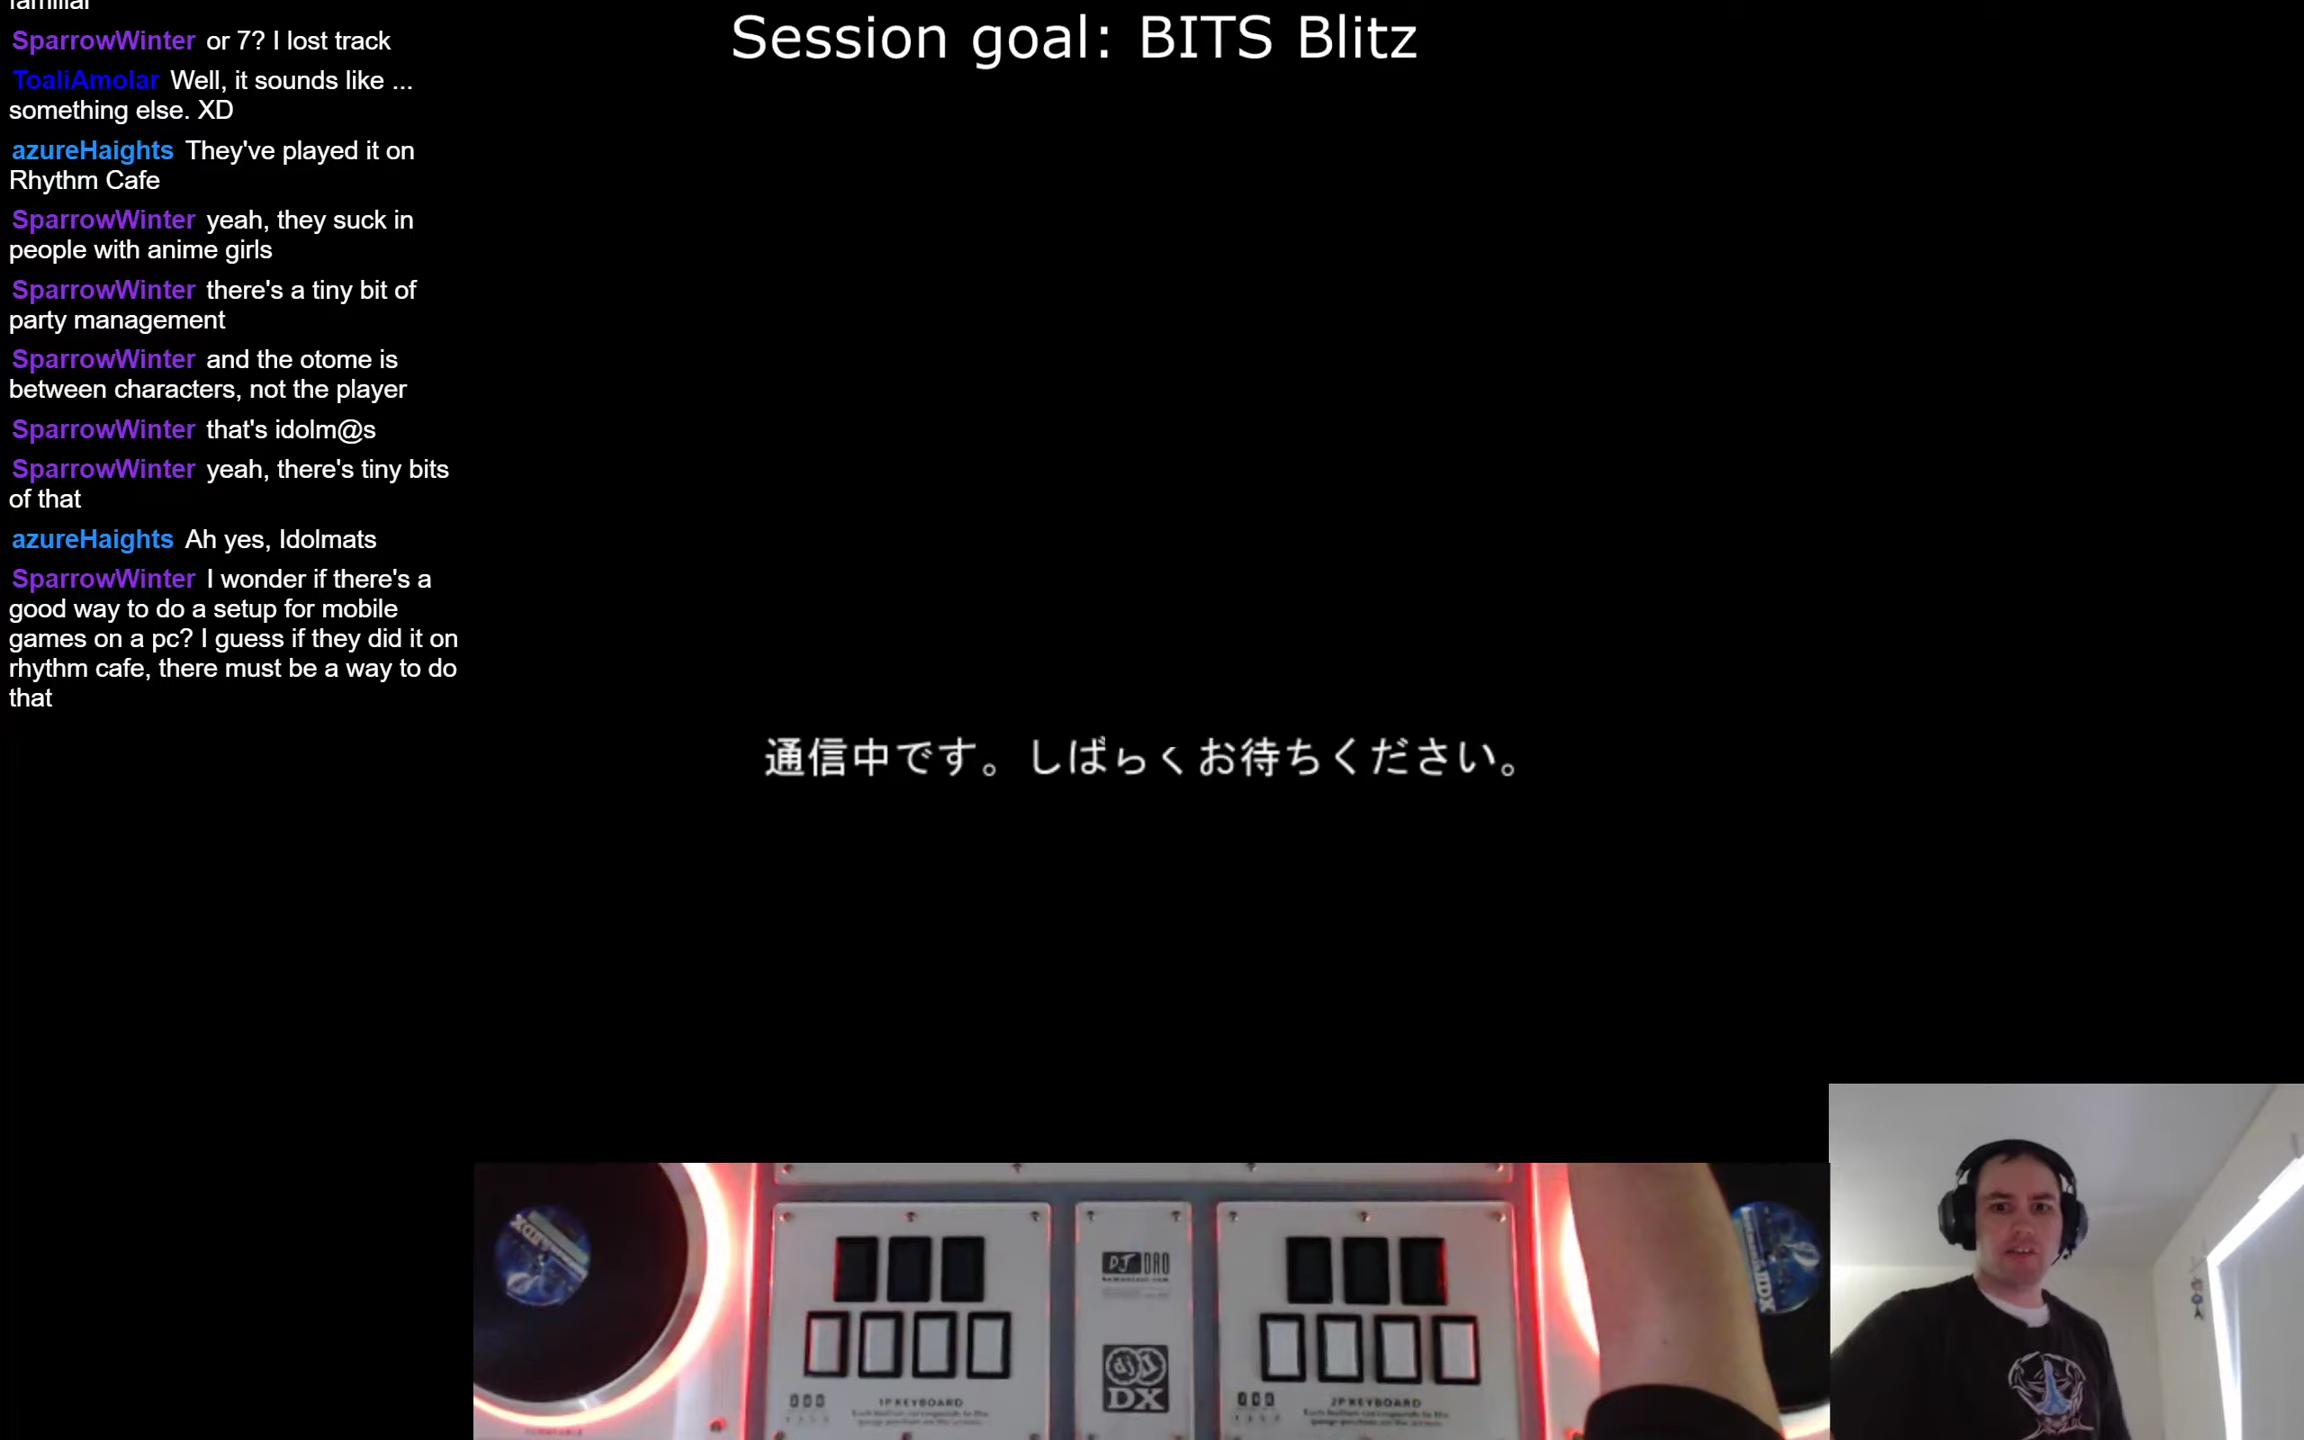 SparrowWinter or 7? I lost track
ToaliAmolar Well, it sounds like ...
something else. XD
azureHaights They've played it on
Rhythm Cafe
SparrowWinter yeah, they suck in
people with anime girls
SparrowWinter there's a tiny bit of
party management
SparrowWinter and the otome is
between characters, not the player
SparrowWinter that's idolm@s
SparrowWinter yeah, there's tiny bits
of that
azureHaights Ah yes, Idolmats
SparrowWinter I wonder if there's a
good way to do a setup for mobile
games on a pc? I guess if they did it on
rhythm cafe, there must be a way to do
that
Session goal: BITS Blitz
通信中です。しばらくお待ちください。
DJ DAO
DX
1P KEYBOARD
2P KEYBOARD